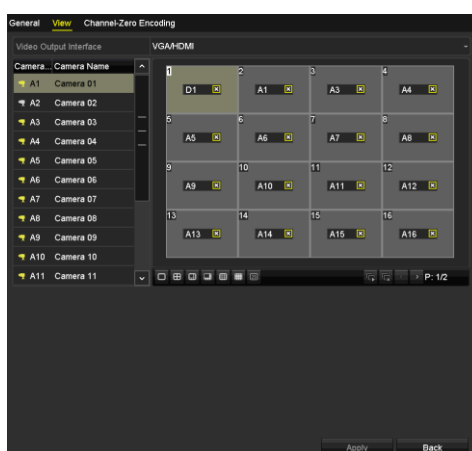 General View Channel-Zero Encoding
Video Output Interface VGA/HDMI
Camera... Camera Name
A1 Camera 01
A2 Camera 02
A3 Camera 03
A4 Camera 04
A5 Camera 05
A6 Camera 06
A7 Camera 07
A8 Camera 08
A9 Camera 09
A10 Camera 10
A11 Camera 11
1 2 3 4
D1 A1 A3 A4
5 6 7 8
A5 A6 A7 A8
9 10 11 12
A9 A10 A11 A12
13 14 15 16
A13 A14 A15 A16
P: 1/2
Apply Back